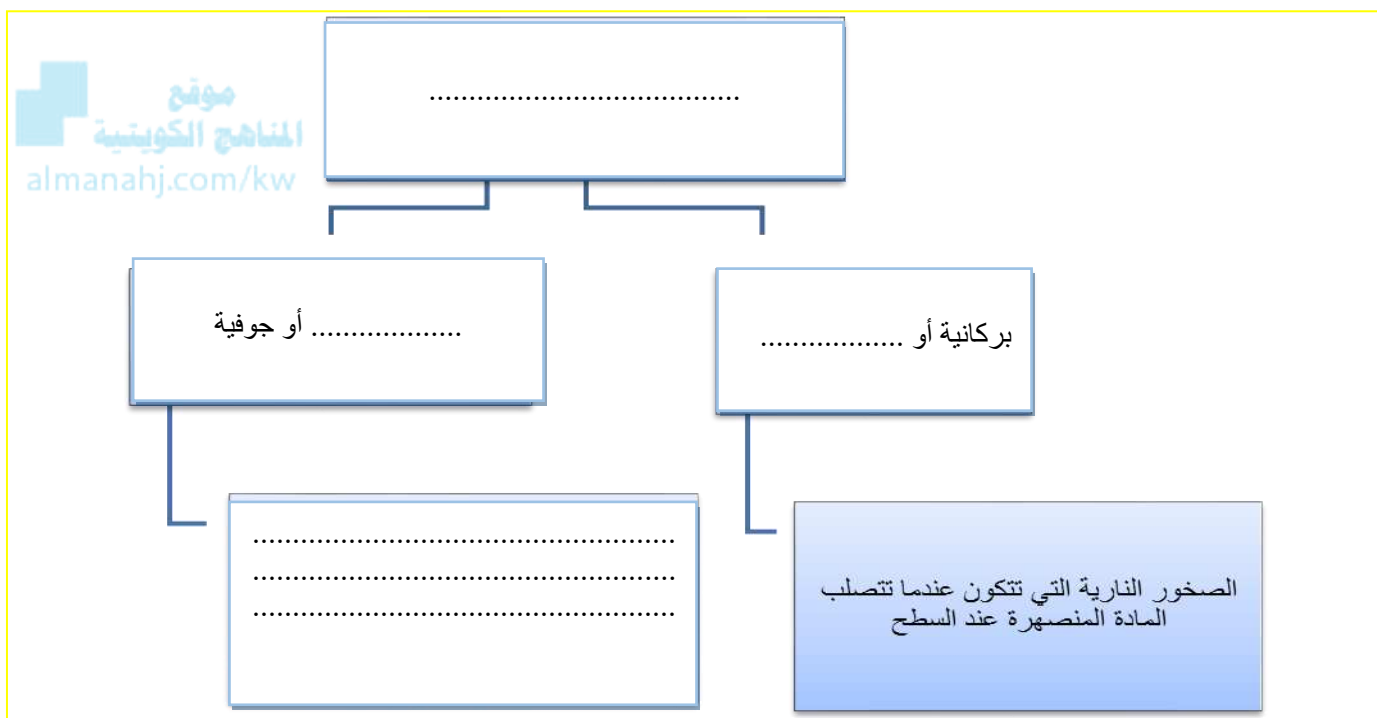 موقع
المناهج الكويتية
almanahj.com/kw
.......................................
بركانية أو ..................
................... أو جوفية
الصخور النارية التي تتكون عندما تتصلب
المادة المنصهرة عند السطح
.....................................................
.....................................................
.....................................................